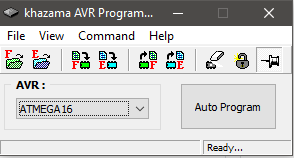 khazama AVR Program...
File View Command Help
F E F E F E
AVR :
ATMEGA16
Auto Program
Ready...